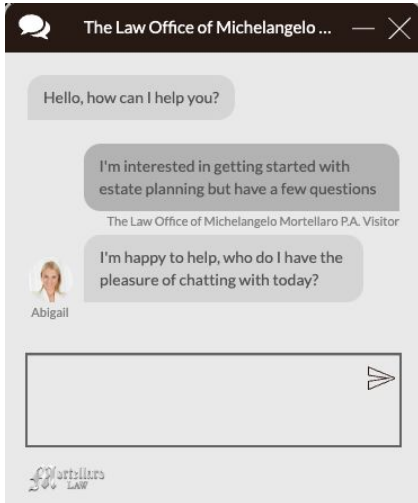 The Law Office of Michelangelo ...
Hello, how can I help you?
I'm interested in getting started with
estate planning but have a few questions
The Law Office of Michelangelo Mortellaro P.A. Visitor
I'm happy to help, who do I have the
pleasure of chatting with today?
Abigail
Mortellaro
LAW